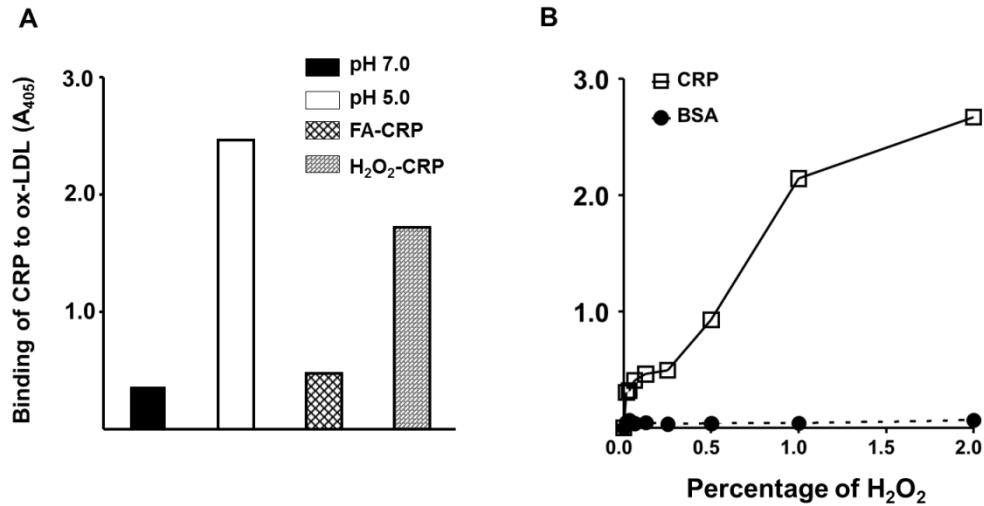 A
Binding of CRP to ox-LDL (A₄₀₅)
3.0
2.0
1.0
pH 7.0
pH 5.0
FA-CRP
H₂O₂-CRP
B
3.0
2.0
1.0
0
CRP
BSA
0.0 0.5 1.0 1.5 2.0
Percentage of H₂O₂